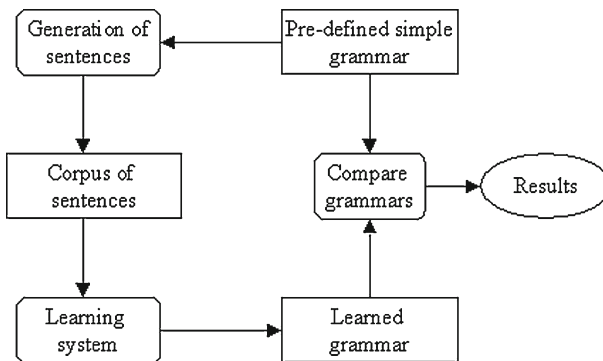 Generation of
sentences
Pre-defined simple
grammar
Corpus of
sentences
Compare
grammars
Results
Learning
system
Learned
grammar